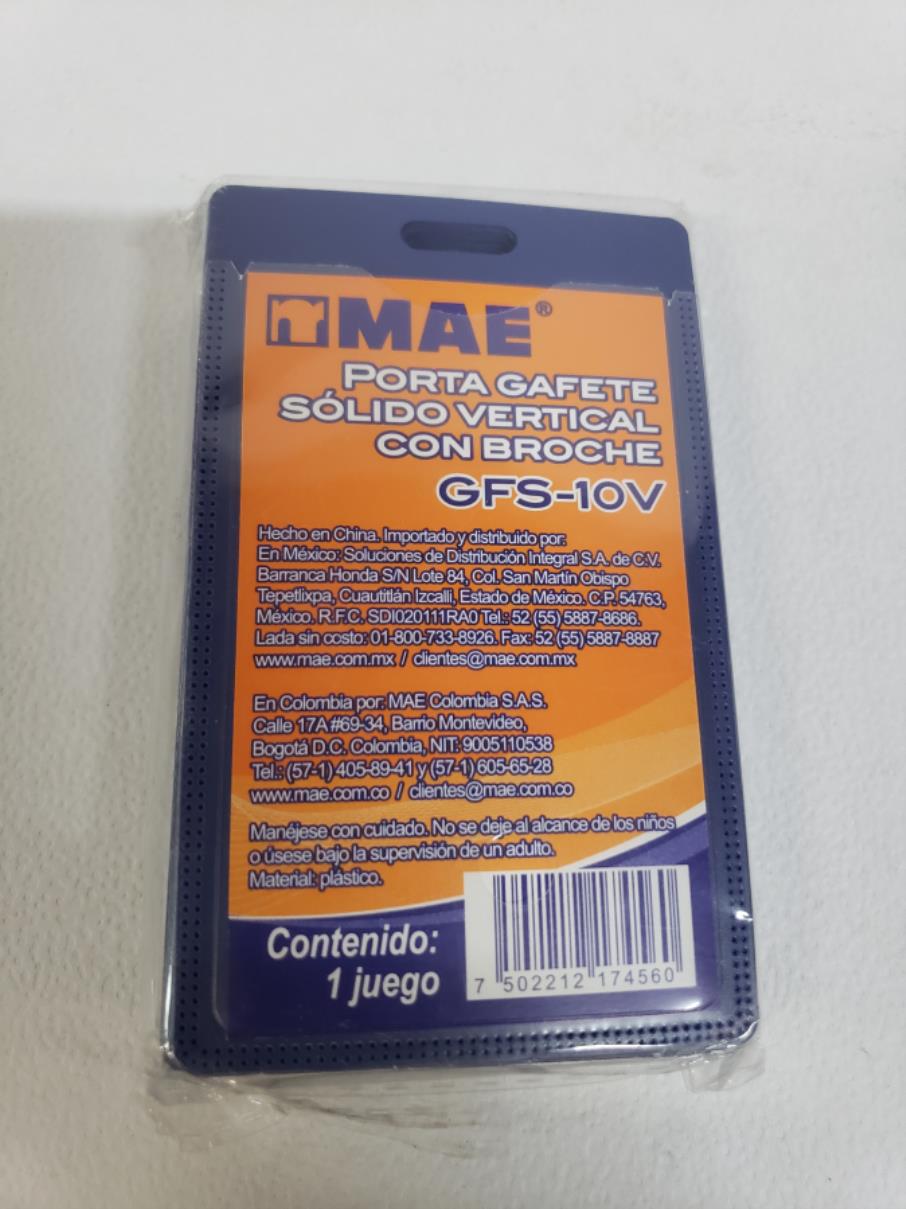 MAE®
PORTA GAFETE
SÓLIDO VERTICAL
CON BROCHE
GFS-10V
Hecho en China. Importado y distribuido por:
En México: Soluciones de Distribución Integral S.A. de C.V.
Barranca Honda S/N Lote 84, Col. San Martín Obispo
Tepetlixpa, Cuautitlán Izcalli, Estado de México. C.P. 54763,
México. R.F.C. SDI020111RA0 Tel.: 52 (55) 5887-8686.
Lada sin costo: 01-800-733-8926. Fax: 52 (55) 5887-8887
www.mae.com.mx / clientes@mae.com.mx
En Colombia por: MAE Colombia S.A.S.
Calle 17A #69-34, Barrio Montevideo,
Bogotá D.C. Colombia, NIT: 9005110538
Tel.: (57-1) 405-89-41 y (57-1) 605-65-28
www.mae.com.co / clientes@mae.com.co
Manéjese con cuidado. No se deje al alcance de los niños
o úsese bajo la supervisión de un adulto.
Material: plástico.
Contenido:
1 juego
7 502212 174560